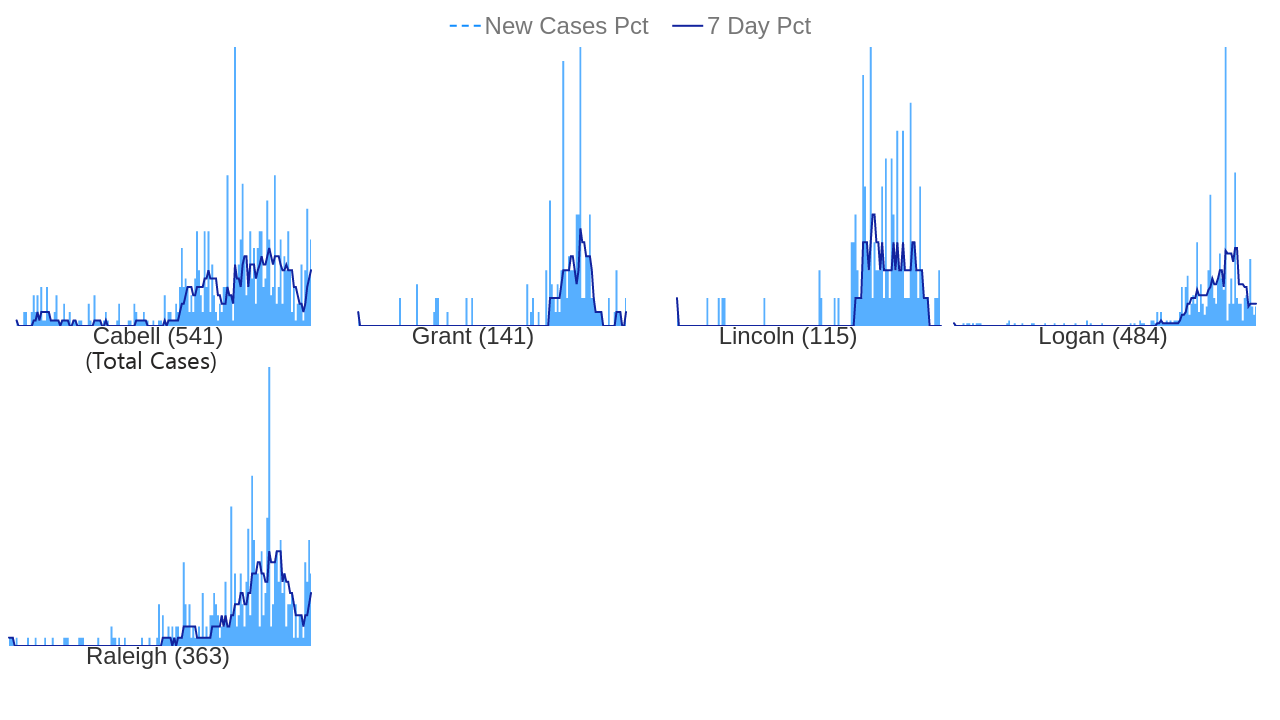 New Cases Pct 7 Day Pct
Cabell (541) Grant (141) Lincoln (115) Logan (484)
(Total Cases)
Raleigh (363)